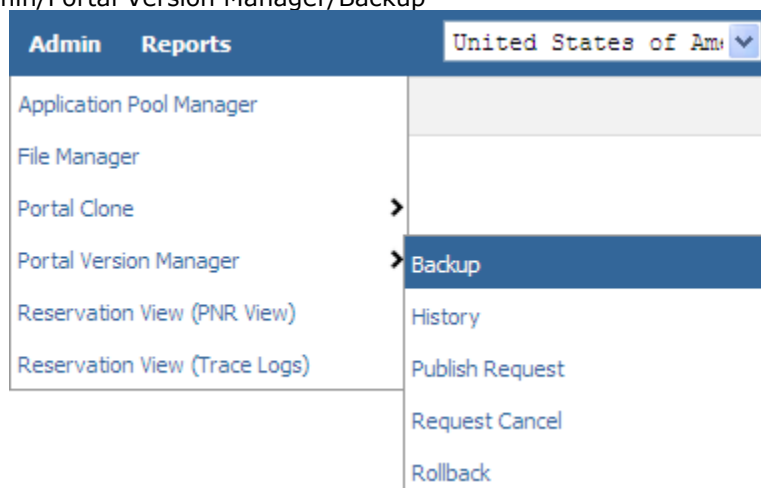 min/Portal Version Manager/Backup
Admin Reports United States of Am
Application Pool Manager
File Manager
Portal Clone
Portal Version Manager
Backup
Reservation View (PNR View)
History
Reservation View (Trace Logs)
Publish Request
Request Cancel
Rollback